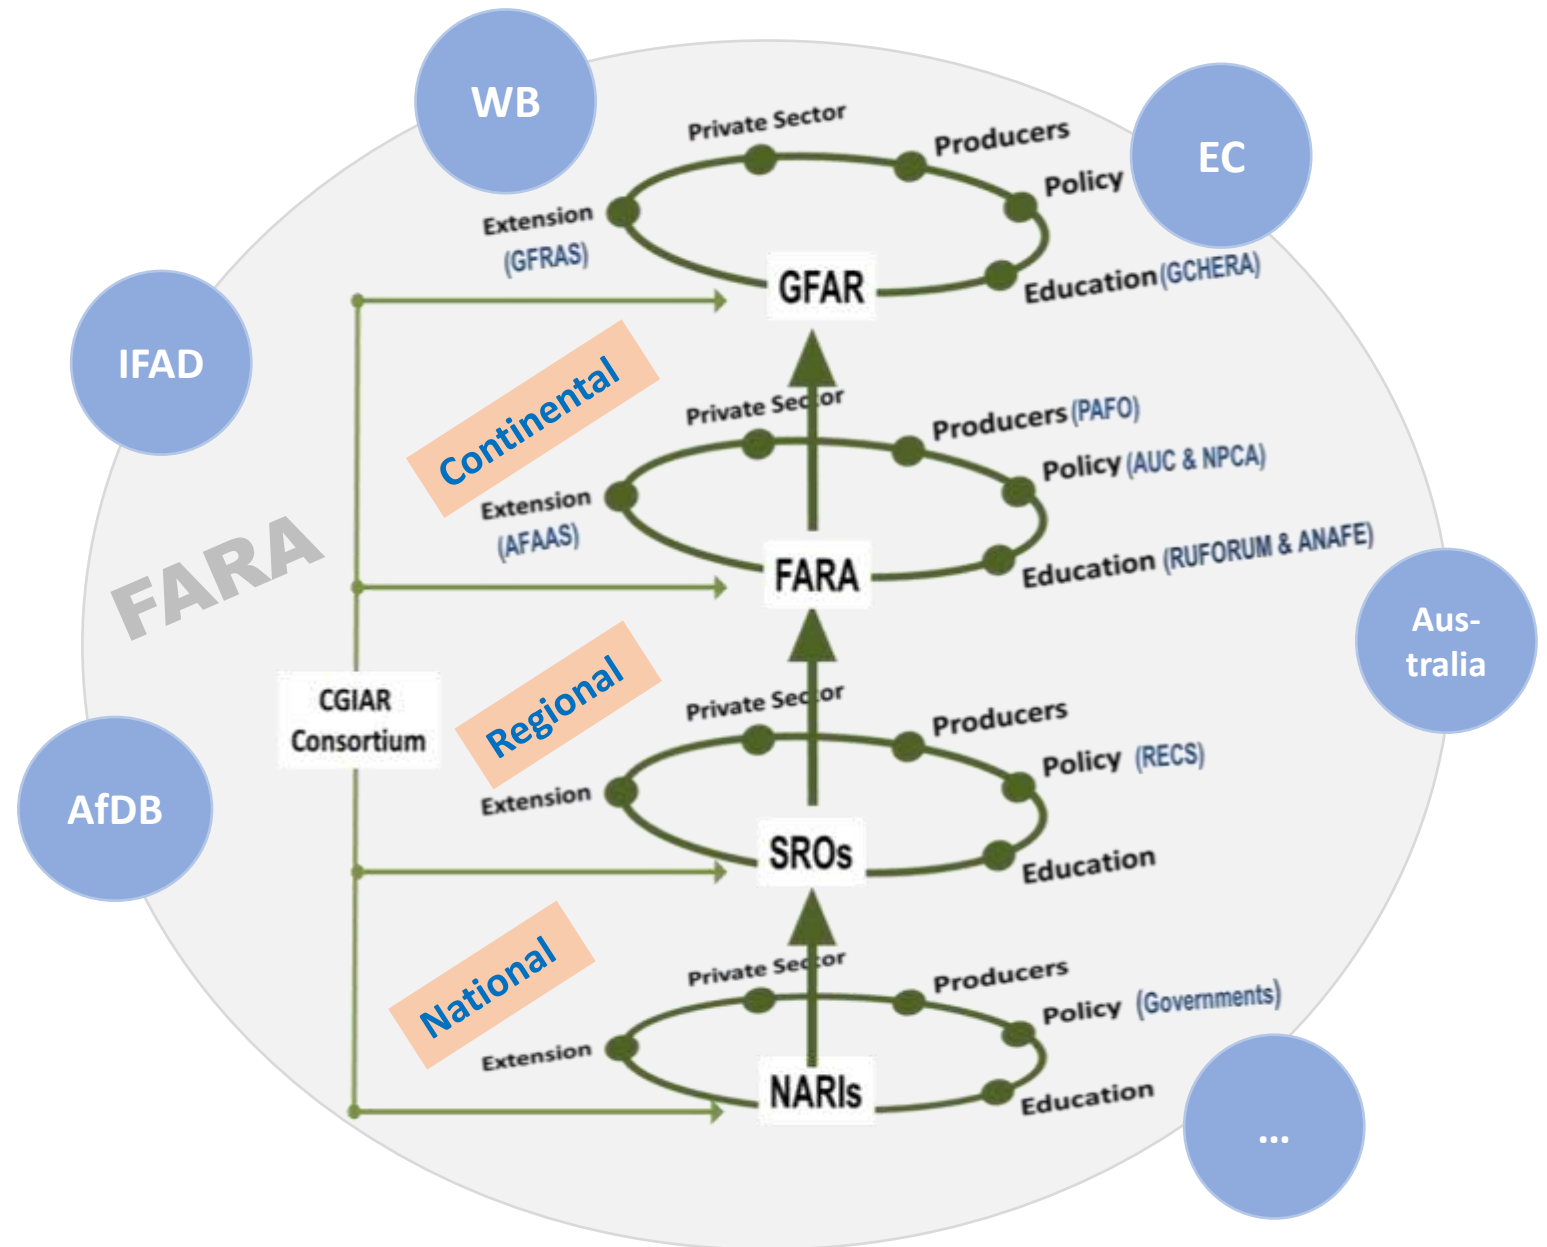 WB
EC
IFAD
AfDB
Aus-
tralia
...
FARA
Private Sector
Producers
Policy
Extension
(GFRAS)
GFAR
Education (GCHERA)
Continental
Private Sector
Producers (PAFO)
Policy (AUC & NPCA)
Extension
(AFAAS)
FARA
Education (RUFORUM & ANAFE)
CGIAR
Consortium
Regional
Private Sector
Producers
Policy (RECS)
Extension
SROs
Education
National
Private Sector
Producers
Policy (Governments)
Extension
NARIs
Education